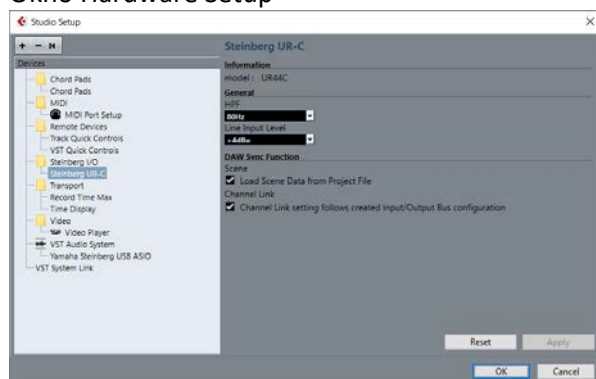 Okno Hardware Setup
Studio Setup
Devices
Chord Pads
Chord Pads
MIDI
MIDI Port Setup
Remote Devices
Track Quick Controls
VST Quick Controls
Steinberg I/O
Steinberg UR-C
Transport
Record Time Max
Time Display
Video
Video Player
VST Audio System
Yamaha Steinberg USB ASIO
VST System Link
Steinberg UR-C
Information
model : UR44C
General
HPF
80Hz
Line Input Level
+4dBu
DAW Sync Function
Scene
Load Scene Data from Project File
Channel Link
Channel Link setting follows created Input/Output Bus configuration
Reset
Apply
OK
Cancel